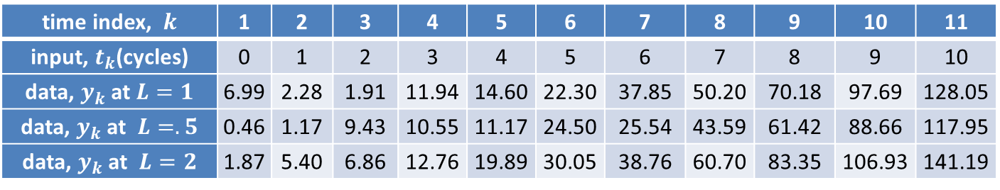 time index, k 1 2 3 4 5 6 7 8 9 10 11
input, t_k(cycles) 0 1 2 3 4 5 6 7 8 9 10
data, y_k at L = 1 6.99 2.28 1.91 11.94 14.60 22.30 37.85 50.20 70.18 97.69 128.05
data, y_k at L =. 5 0.46 1.17 9.43 10.55 11.17 24.50 25.54 43.59 61.42 88.66 117.95
data, y_k at L = 2 1.87 5.40 6.86 12.76 19.89 30.05 38.76 60.70 83.35 106.93 141.19